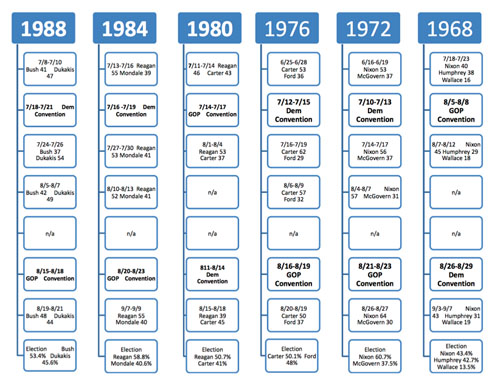 1988
7/8-7/10
Bush 41 Dukakis
47
7/18-7/21 Dem
Convention
7/24-7/26
Bush 37
Dukakis 54
8/5-8/7
Bush 42 Dukakis
49
n/a
8/15-8/18
GOP Convention
8/19-8/21
Bush 48 Dukakis
44
Election Bush
53.4% Dukakis
45.6%
1984
7/13-7/16 Reagan
55 Mondale 39
7/16 -7/19 Dem
Convention
7/27-7/30 Reagan
53 Mondale 41
8/10-8/13 Reagan
52 Mondale 41
n/a
8/20-8/23
GOP Convention
9/7-9/9
Reagan 55
Mondale 40
Election
Reagan 58.8%
Mondale 40.6%
1980
7/11-7/14 Reagan
46 Carter 43
7/14-7/17
GOP Convention
8/1-8/4
Reagan 53
Carter 37
n/a
n/a
811-8/14
Dem
Convention
8/15-8/18
Reagan 39
Carter 45
Election
Reagan 50.7%
Carter 41%
1976
6/25-6/28
Carter 53
Ford 36
7/12-7/15
Dem
Convention
7/16-7/19
Carter 62
Ford 29
8/6-8/9
Carter 57
Ford 32
n/a
8/16-8/19
GOP
Convention
8/20-8/19
Carter 50
Ford 37
Election
Carter 50.1% Ford
48%
1972
6/16-6/19
Nixon 53
McGovern 37
7/10-7/13
Dem
Convention
7/14-7/17
Nixon 56
McGovern 37
8/4-8/7 Nixon
57 McGovern 31
n/a
8/21-8/23
GOP
Convention
8/26-8/27
Nixon 64
McGovern 30
Election
Nixon 60.7%
McGovern 37.5%
1968
7/18-7/23
Nixon 40
Humphrey 38
Wallace 16
8/5-8/8
GOP
Convention
8/7-8/12 Nixon
45 Humphrey 29
Wallace 18
n/a
n/a
8/26-8/29
Dem
Convention
9/3-9/7 Nixon
43 Humphrey 31
Wallace 19
Election
Nixon 43.4%
Humphrey 42.7%
Wallace 13.5%